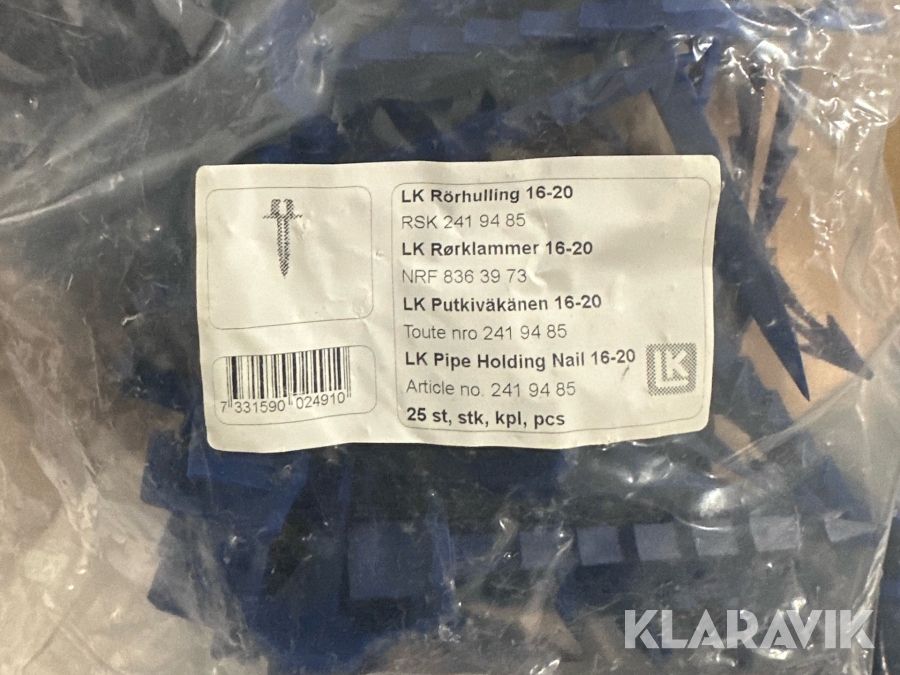 LK Rörhulling 16-20
RSK 241 94 85
LK Rørklammer 16-20
NRF 836 39 73
LK Putkiväkänen 16-20
Toute nro 241 94 85
LK Pipe Holding Nail 16-20
Article no. 241 94 85
25 st, stk, kpl, pcs
LK
7 331590 024910
KLARAVIK